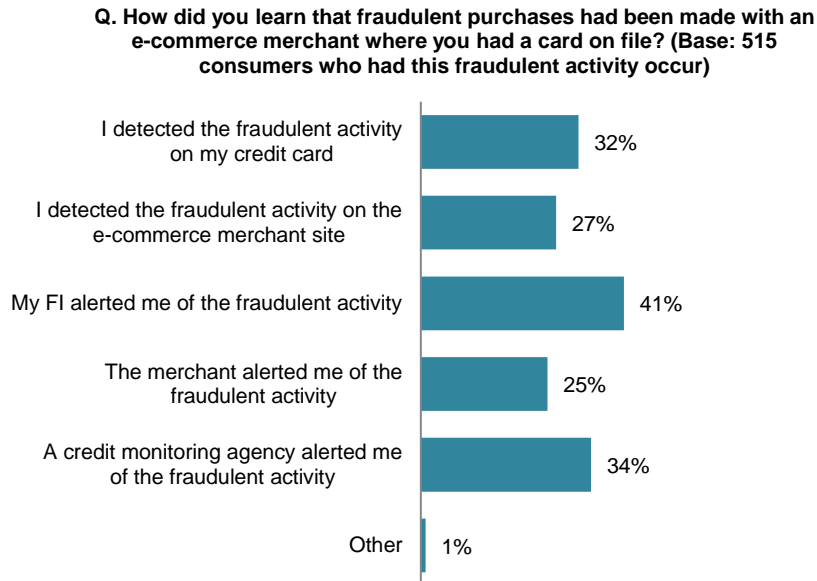 Q. How did you learn that fraudulent purchases had been made with an
e-commerce merchant where you had a card on file? (Base: 515
consumers who had this fraudulent activity occur)
I detected the fraudulent activity
on my credit card
32%
I detected the fraudulent activity on the
e-commerce merchant site
27%
My FI alerted me of the fraudulent activity
41%
The merchant alerted me of the
fraudulent activity
25%
A credit monitoring agency alerted me
of the fraudulent activity
34%
Other
1%